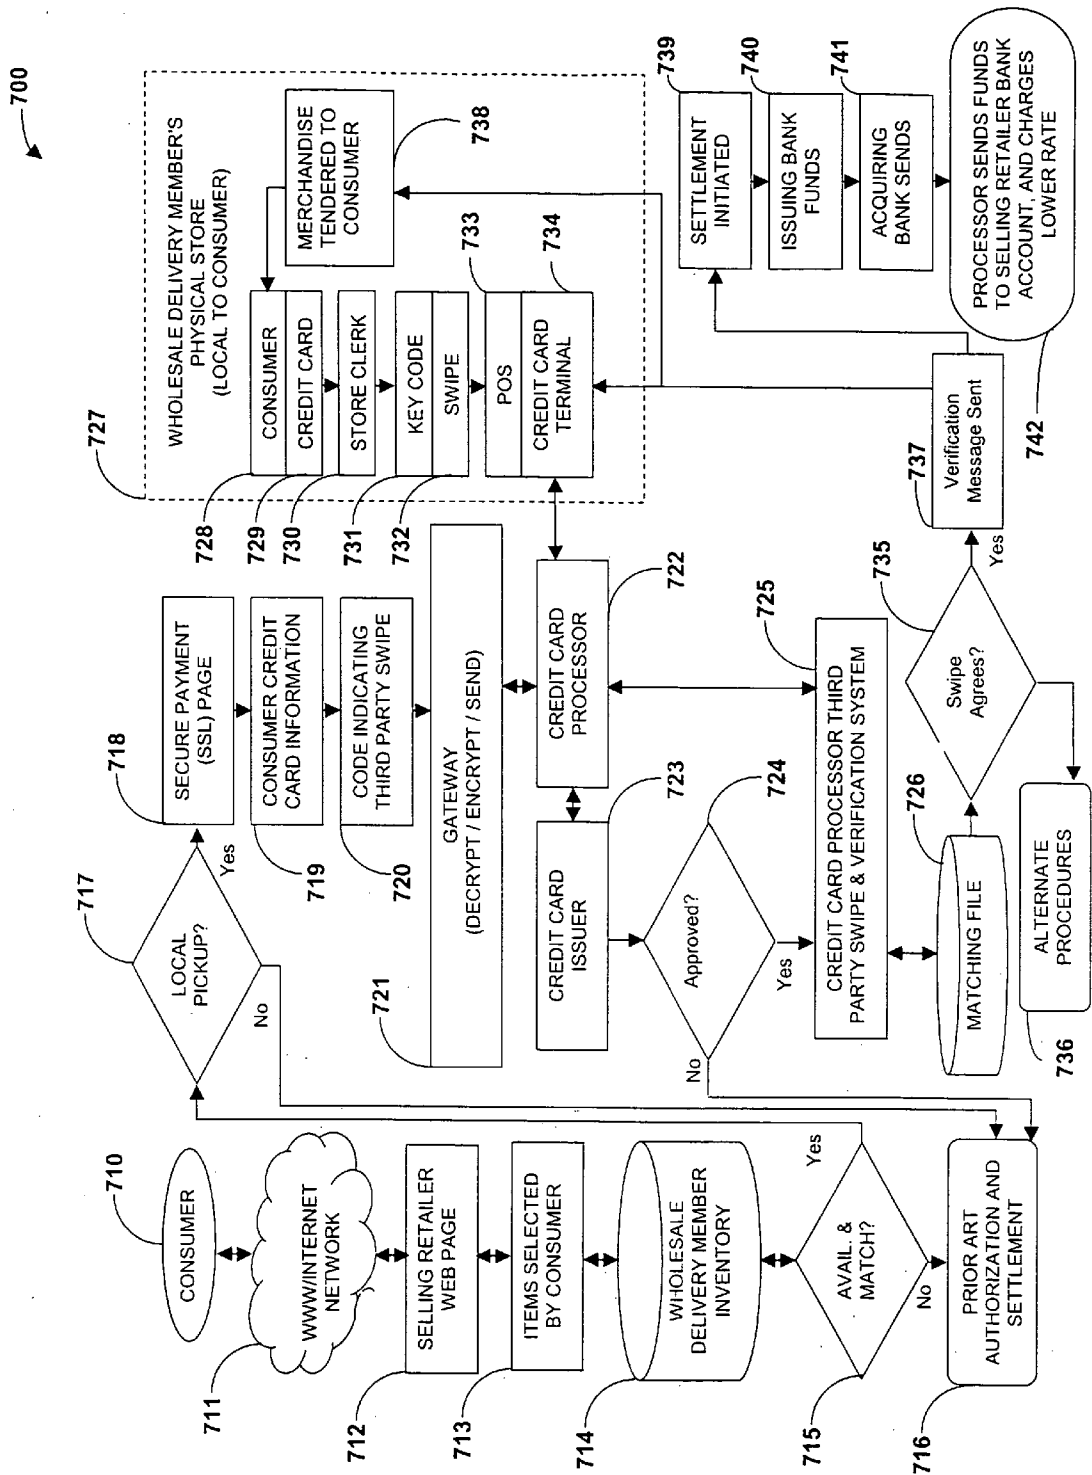 700
710
CONSUMER
711
WWW/INTERNET
NETWORK
712
SELLING RETAILER
WEB PAGE
713
ITEMS SELECTED
BY CONSUMER
714
WHOLESALE
DELIVERY MEMBER
INVENTORY
715
AVAIL. &
MATCH?
Yes
No
716
PRIOR ART
AUTHORIZATION AND
SETTLEMENT
717
LOCAL
PICKUP?
Yes
No
718
SECURE PAYMENT
(SSL) PAGE
719
CONSUMER CREDIT
CARD INFORMATION
720
CODE INDICATING
THIRD PARTY SWIPE
721
GATEWAY
(DECRYPT / ENCRYPT / SEND)
722
CREDIT CARD
PROCESSOR
723
CREDIT CARD
ISSUER
724
Approved?
No
Yes
725
CREDIT CARD PROCESSOR THIRD
PARTY SWIPE & VERIFICATION SYSTEM
726
MATCHING FILE
727
WHOLESALE DELIVERY MEMBER'S
PHYSICAL STORE
(LOCAL TO CONSUMER)
728
CONSUMER
729
CREDIT CARD
730
STORE CLERK
731
KEY CODE
732
SWIPE
733
POS
734
CREDIT CARD
TERMINAL
735
Swipe
Agrees?
Yes
736
ALTERNATE
PROCEDURES
737
Verification
Message Sent
738
MERCHANDISE
TENDERED TO
CONSUMER
739
SETTLEMENT
INITIATED
740
ISSUING BANK
FUNDS
741
ACQUIRING
BANK SENDS
742
PROCESSOR SENDS FUNDS
TO SELLING RETAILER BANK
ACCOUNT, AND CHARGES
LOWER RATE